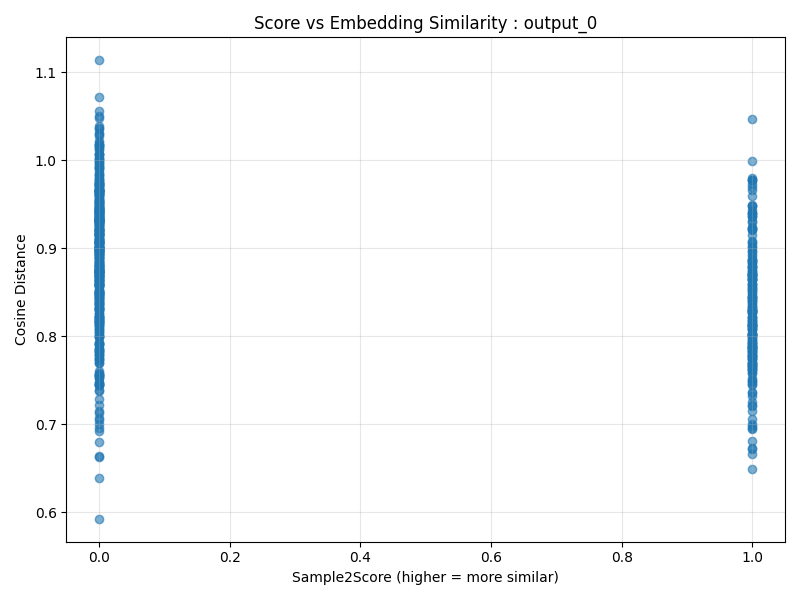 Score vs Embedding Similarity : output_0
1.1
1.0
0.9
0.8
0.7
0.6
Cosine Distance
0.0 0.2 0.4 0.6 0.8 1.0
Sample2Score (higher = more similar)